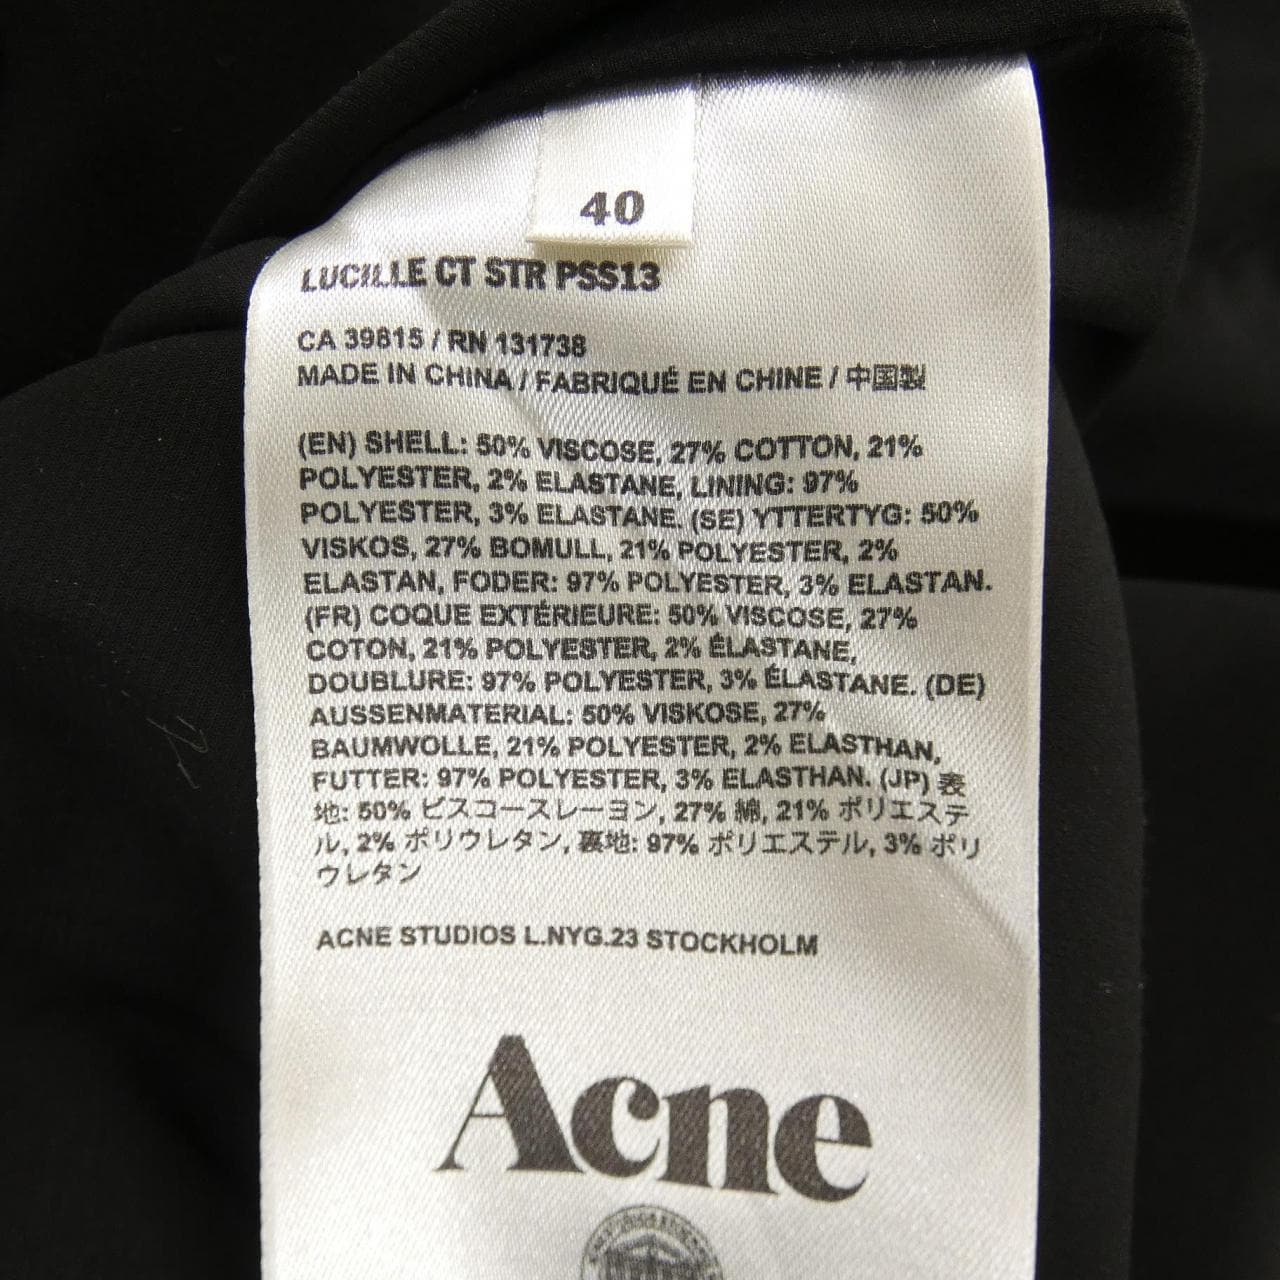 40
LUCILLE CT STR PSS13
CA 39815 / RN 131738
MADE IN CHINA / FABRIQUÉ EN CHINE / 中国製
(EN) SHELL: 50% VISCOSE, 27% COTTON, 21%
POLYESTER, 2% ELASTANE, LINING: 97%
POLYESTER, 3% ELASTANE. (SE) YTTERTYG: 50%
VISKOS, 27% BOMULL, 21% POLYESTER, 2%
ELASTAN, FODER: 97% POLYESTER, 3% ELASTAN.
(FR) COQUE EXTÉRIEURE: 50% VISCOSE, 27%
COTON, 21% POLYESTER, 2% ÉLASTANE,
DOUBLURE: 97% POLYESTER, 3% ÉLASTANE. (DE)
AUSSENMATERIAL: 50% VISKOSE, 27%
BAUMWOLLE, 21% POLYESTER, 2% ELASTHAN,
FUTTER: 97% POLYESTER, 3% ELASTHAN. (JP) 表
地: 50% ビスコースレーヨン, 27% 綿, 21% ポリエステ
ル, 2% ポリウレタン, 裏地: 97% ポリエステル, 3% ポリ
ウレタン
ACNE STUDIOS L.NYG.23 STOCKHOLM
Acne